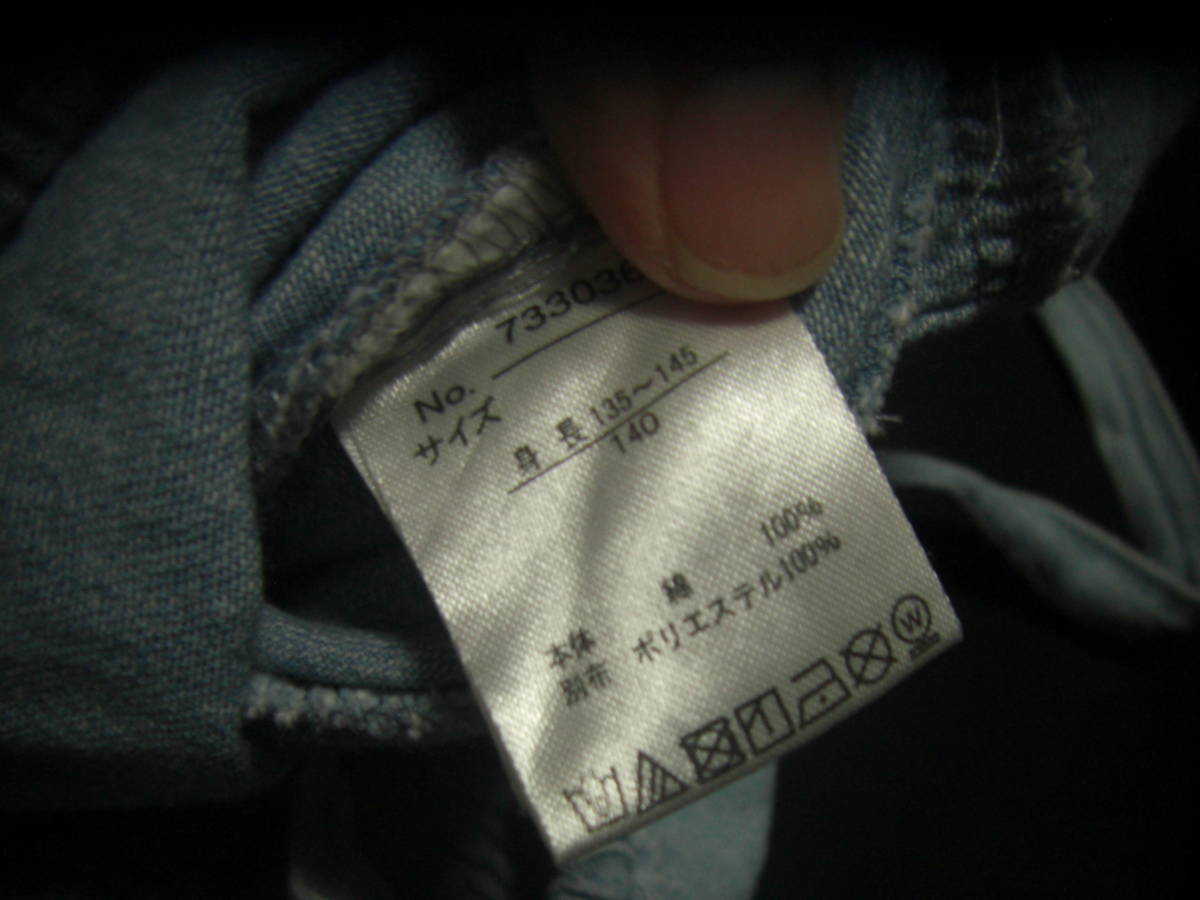 No. 733036
サイズ 身長135～145
140
本体 綿 100%
別布 ポリエステル100%
W